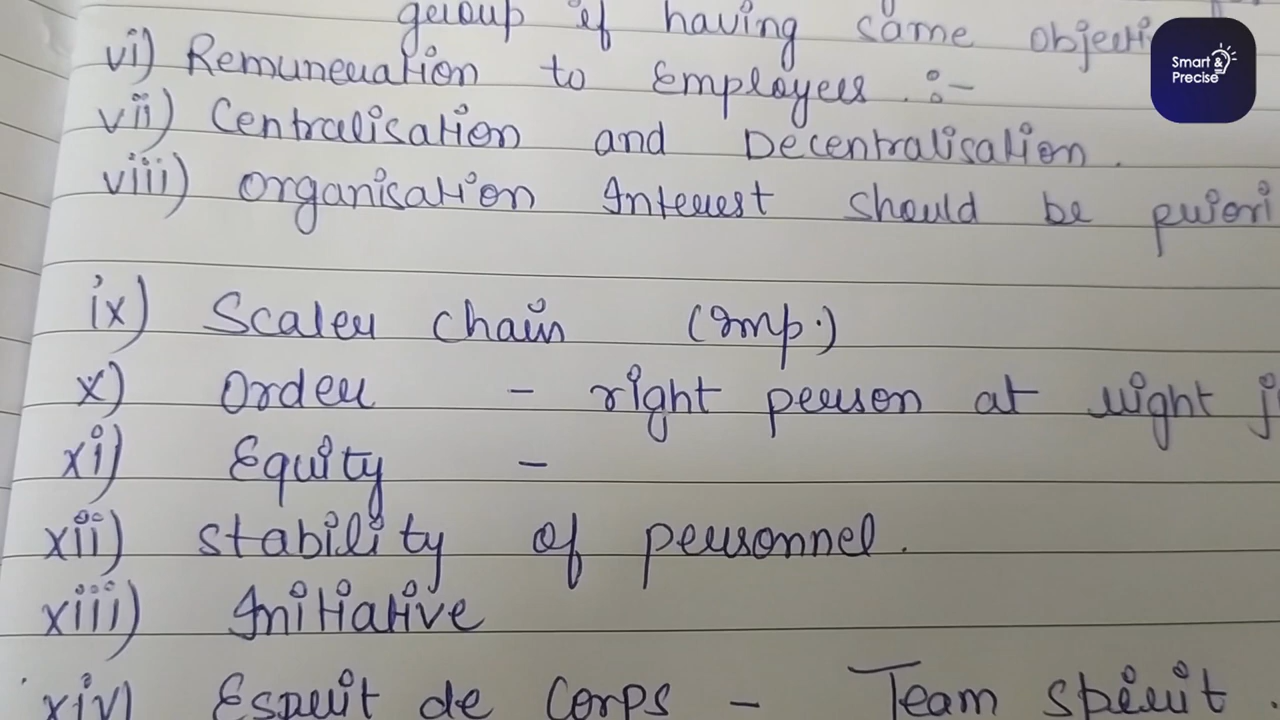 group of having same
vi) Remuneration to Employees :-
vii) Centralisation and Decentralisation.
viii) Organisation Interest should be
ix) Scaler chain (Imp.)
x) Order - right person at right
xi) Equity -
xii) Stability of personnel.
xiii) Initiative
xiv) Esprit de Corps - Team spirit.
Smart &
Precise